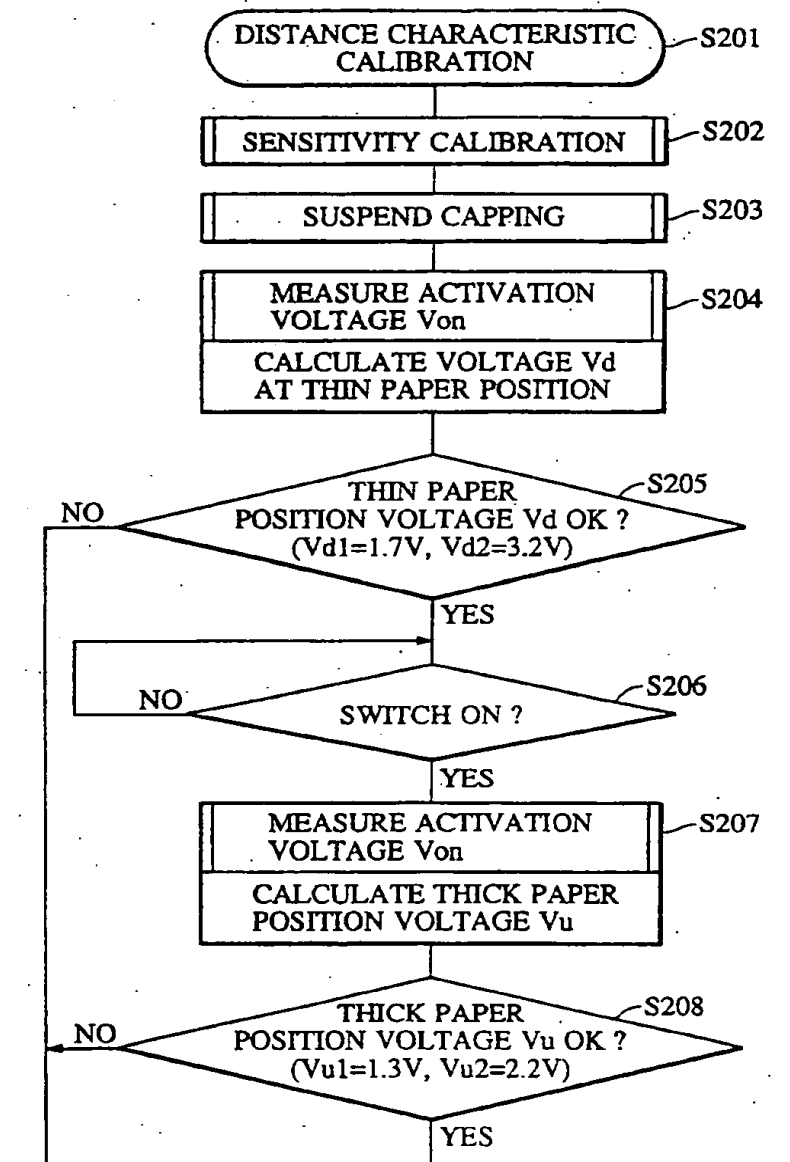 DISTANCE CHARACTERISTIC
CALIBRATION
S201
SENSITIVITY CALIBRATION
S202
SUSPEND CAPPING
S203
MEASURE ACTIVATION
VOLTAGE Von
S204
CALCULATE VOLTAGE Vd
AT THIN PAPER POSITION
THIN PAPER
POSITION VOLTAGE Vd OK ?
(Vd1=1.7V, Vd2=3.2V)
S205
NO
YES
SWITCH ON ?
S206
NO
YES
MEASURE ACTIVATION
VOLTAGE Von
S207
CALCULATE THICK PAPER
POSITION VOLTAGE Vu
THICK PAPER
POSITION VOLTAGE Vu OK ?
(Vu1=1.3V, Vu2=2.2V)
S208
NO
YES